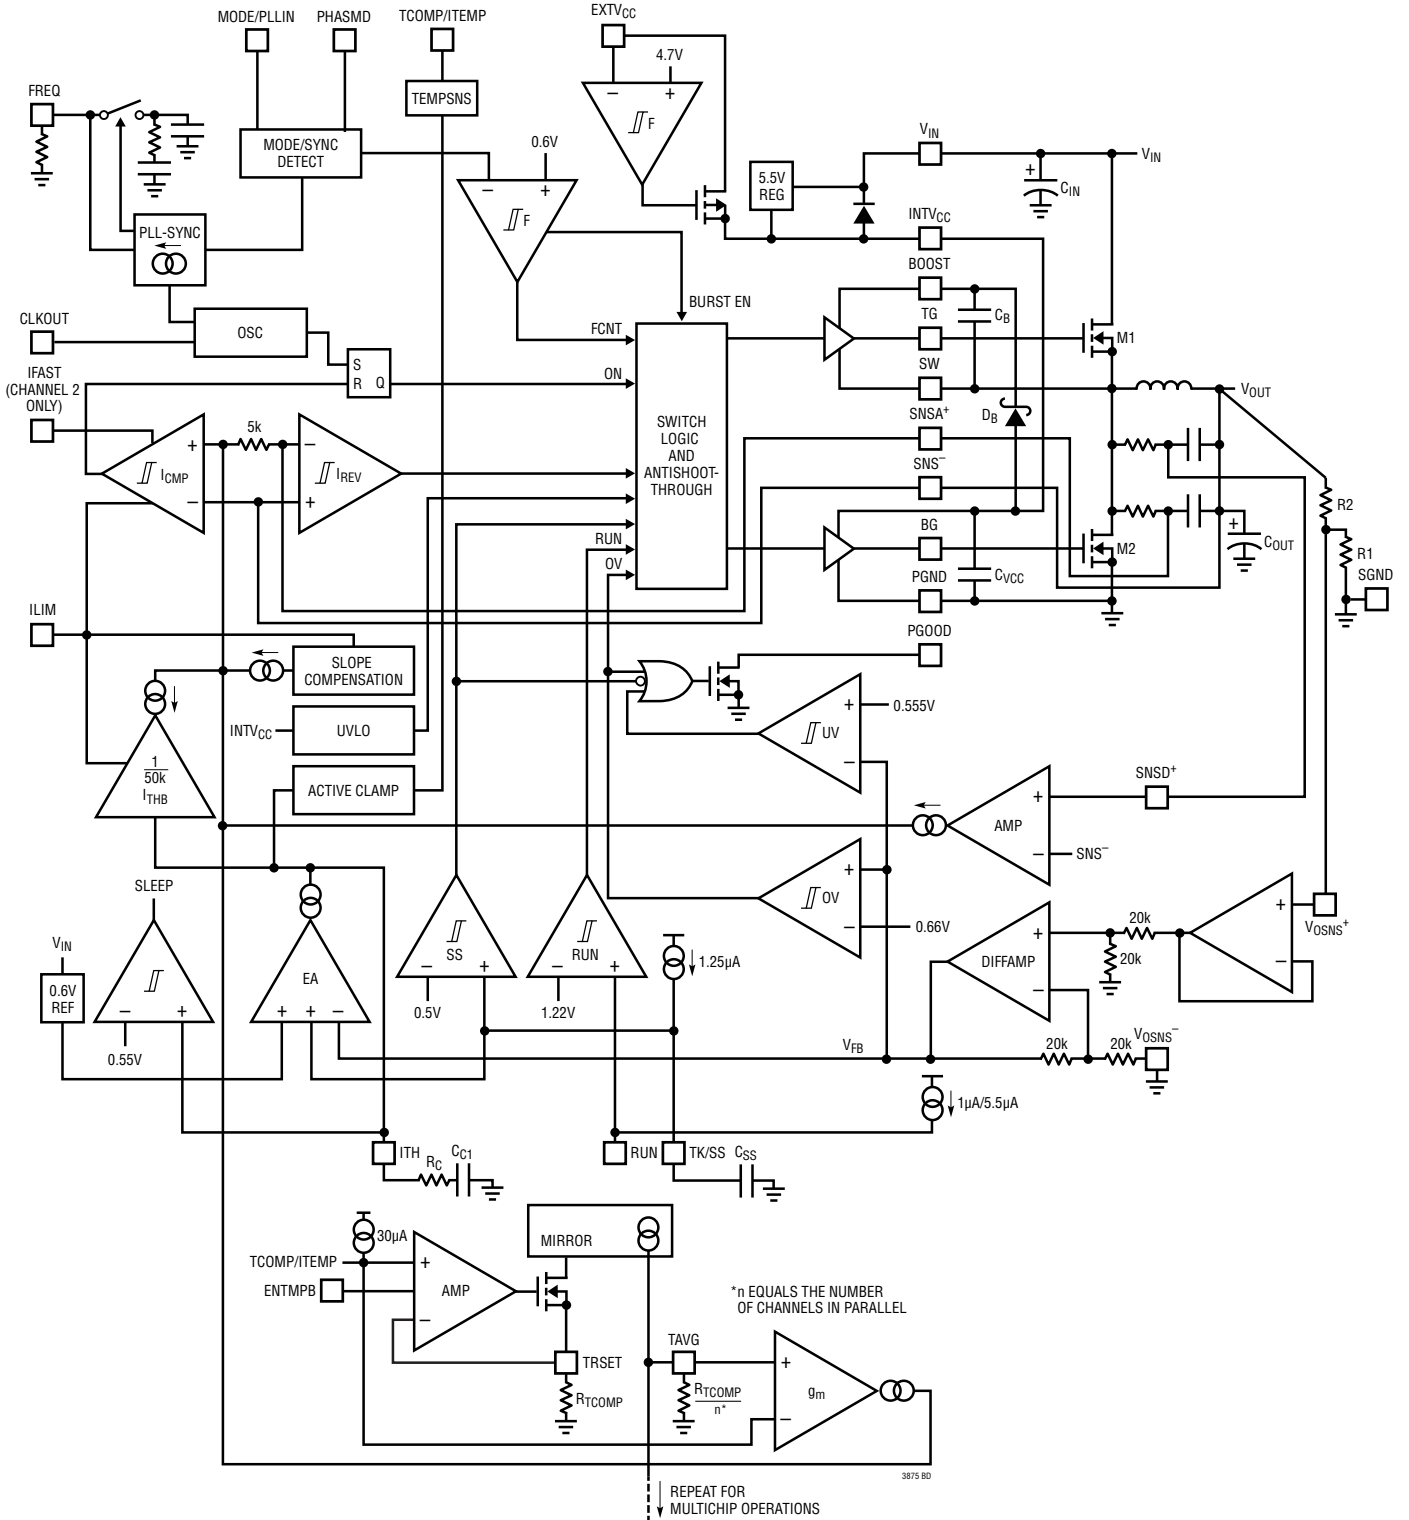 MODE/PLLIN
PHASMD
TCOMP/ITEMP
EXTVCC
4.7V
FREQ
TEMPSNS
–
+
F
MODE/SYNC
DETECT
0.6V
–
+
F
5.5V
REG
VIN
VIN
+
CIN
INTVCC
PLL-SYNC
BOOST
BURST EN
CB
TG
M1
CLKOUT
OSC
FCNT
S
R
Q
ON
SW
VOUT
IFAST
(CHANNEL 2
ONLY)
SNSA+
DB
5k
+
–
ICMP
–
+
IREV
SWITCH
LOGIC
AND
ANTISHOOT-
THROUGH
SNS–
R2
BG
M2
+
COUT
RUN
OV
R1
CVCC
PGND
SGND
ILIM
PGOOD
SLOPE
COMPENSATION
INTVCC
UVLO
+
–
UV
0.555V
1
50k
ITHB
ACTIVE CLAMP
SNSD+
+
–
AMP
SNS–
+
–
OV
0.66V
SLEEP
VIN
0.6V
REF
–
+
0.55V
EA
+
+
–
SS
–
+
0.5V
RUN
–
+
1.22V
1.25µA
+
–
DIFFAMP
20k
20k
+
–
VOSNS+
VFB
20k
20k
VOSNS–
1µA/5.5µA
ITH
RC
CC1
RUN
TK/SS
CSS
30µA
MIRROR
TCOMP/ITEMP
ENTMPB
+
–
AMP
*n EQUALS THE NUMBER
OF CHANNELS IN PARALLEL
TRSET
RTCOMP
TAVG
RTCOMP
n*
+
–
gm
3875 BD
REPEAT FOR
MULTICHIP OPERATIONS